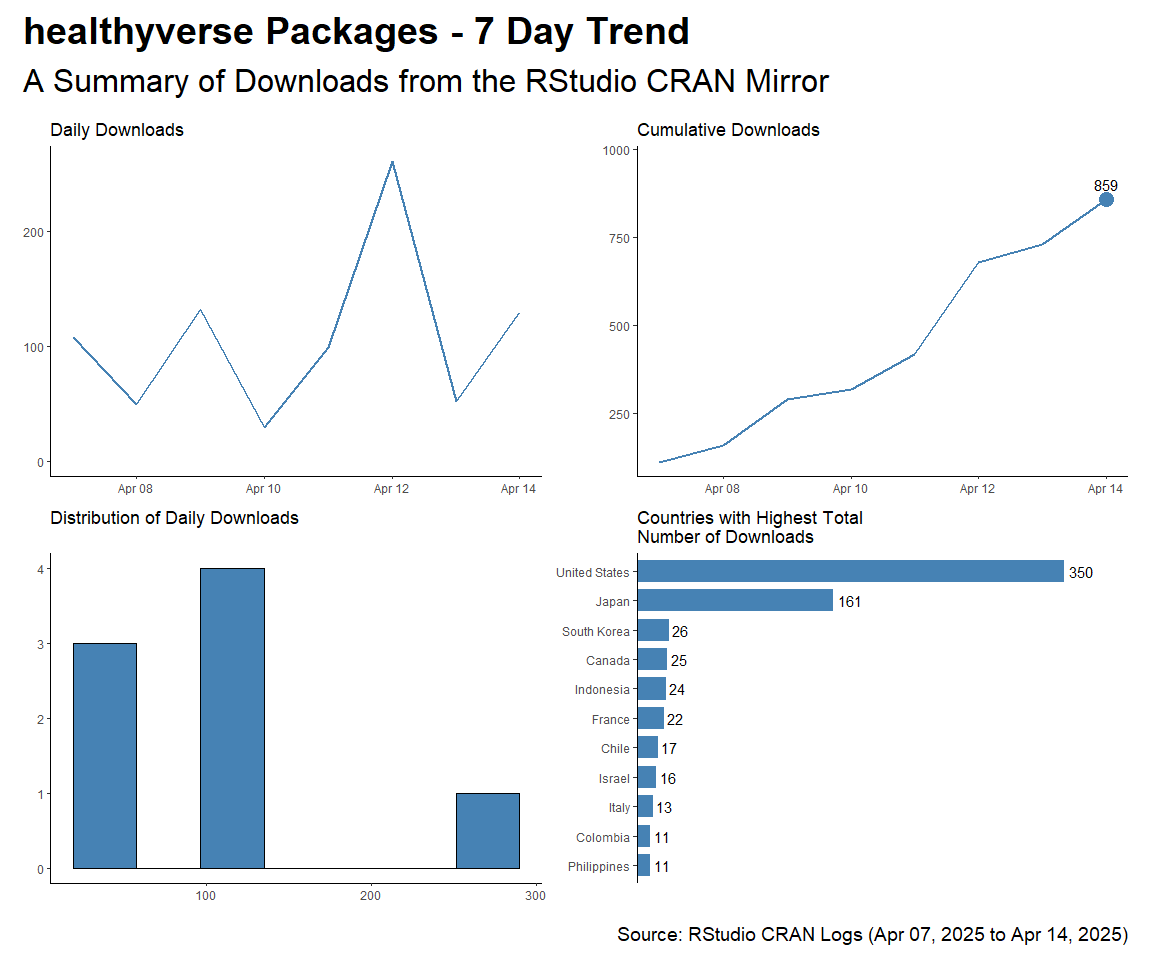 healthyverse Packages - 7 Day Trend
A Summary of Downloads from the RStudio CRAN Mirror
Daily Downloads
200
100
0
Apr 08
Apr 10
Apr 12
Apr 14
Cumulative Downloads
1000
750
500
250
859
Apr 08
Apr 10
Apr 12
Apr 14
Distribution of Daily Downloads
4
3
2
1
0
100
200
300
Countries with Highest Total
Number of Downloads
United States 350
Japan 161
South Korea 26
Canada 25
Indonesia 24
France 22
Chile 17
Israel 16
Italy 13
Colombia 11
Philippines 11
Source: RStudio CRAN Logs (Apr 07, 2025 to Apr 14, 2025)